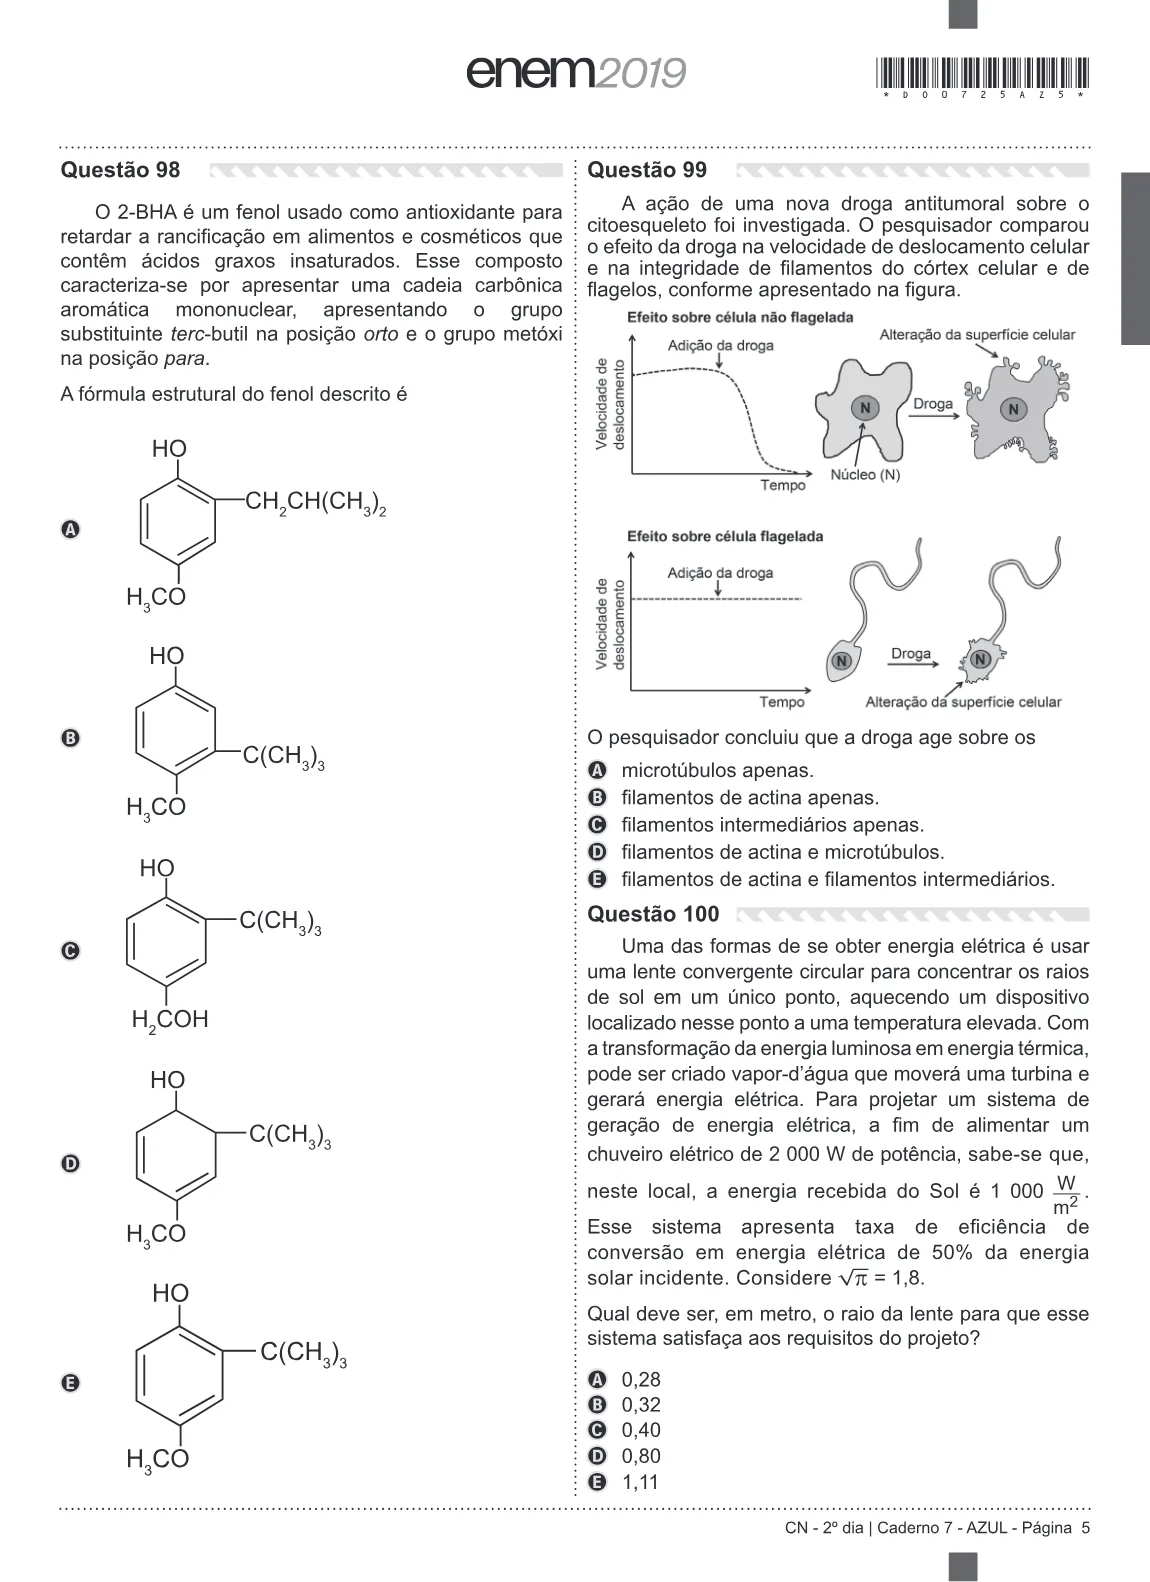 enem2019
*D00725AZ5*
Questão 98
O 2-BHA é um fenol usado como antioxidante para
retardar a rancificação em alimentos e cosméticos que
contêm ácidos graxos insaturados. Esse composto
caracteriza-se por apresentar uma cadeia carbônica
aromática mononuclear, apresentando o grupo
substituinte terc-butil na posição orto e o grupo metóxi
na posição para.
A fórmula estrutural do fenol descrito é
HO
CH2CH(CH3)2
A
H3CO
HO
B
C(CH3)3
H3CO
HO
C(CH3)3
C
H2COH
HO
C(CH3)3
D
H3CO
HO
C(CH3)3
E
H3CO
Questão 99
A ação de uma nova droga antitumoral sobre o
citoesqueleto foi investigada. O pesquisador comparou
o efeito da droga na velocidade de deslocamento celular
e na integridade de filamentos do córtex celular e de
flagelos, conforme apresentado na figura.
Efeito sobre célula não flagelada
Velocidade de
deslocamento
Adição da droga
Tempo
Alteração da superfície celular
N
Droga
N
Núcleo (N)
Efeito sobre célula flagelada
Velocidade de
deslocamento
Adição da droga
Tempo
N
Droga
N
Alteração da superfície celular
O pesquisador concluiu que a droga age sobre os
A microtúbulos apenas.
B filamentos de actina apenas.
C filamentos intermediários apenas.
D filamentos de actina e microtúbulos.
E filamentos de actina e filamentos intermediários.
Questão 100
Uma das formas de se obter energia elétrica é usar
uma lente convergente circular para concentrar os raios
de sol em um único ponto, aquecendo um dispositivo
localizado nesse ponto a uma temperatura elevada. Com
a transformação da energia luminosa em energia térmica,
pode ser criado vapor-d’água que moverá uma turbina e
gerará energia elétrica. Para projetar um sistema de
geração de energia elétrica, a fim de alimentar um
chuveiro elétrico de 2 000 W de potência, sabe-se que,
neste local, a energia recebida do Sol é 1 000 W/m².
Esse sistema apresenta taxa de eficiência de
conversão em energia elétrica de 50% da energia
solar incidente. Considere √π = 1,8.
Qual deve ser, em metro, o raio da lente para que esse
sistema satisfaça aos requisitos do projeto?
A 0,28
B 0,32
C 0,40
D 0,80
E 1,11
CN - 2º dia | Caderno 7 - AZUL - Página 5